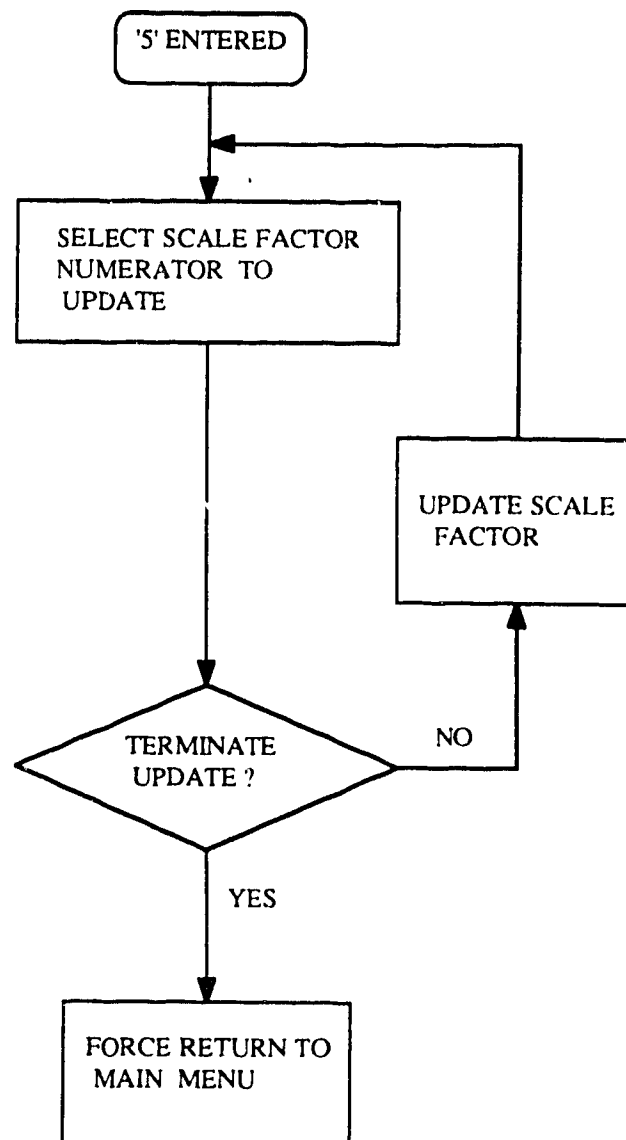 '5' ENTERED
SELECT SCALE FACTOR
NUMERATOR TO
UPDATE
UPDATE SCALE
FACTOR
TERMINATE
UPDATE ?
NO
YES
FORCE RETURN TO
MAIN MENU